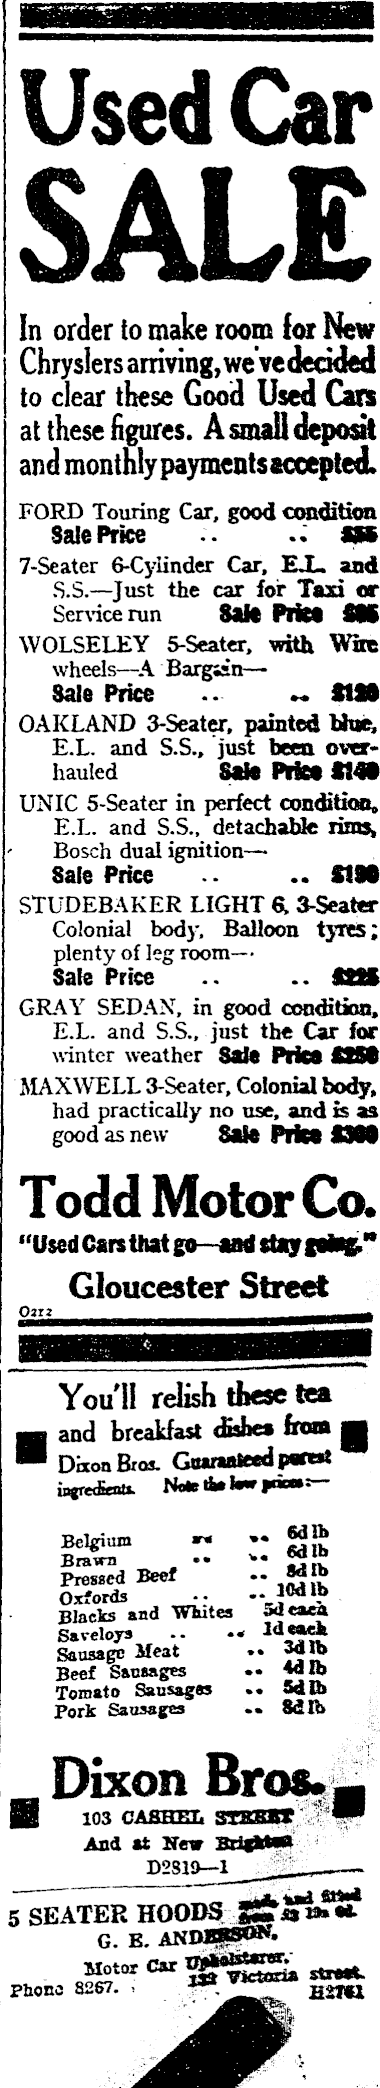 Used Car
SALE
In order to make room for New
Chryslers arriving, we've decided
to clear these Good Used Cars
at these figures. A small deposit
and monthly payments accepted.
FORD Touring Car, good condition
Sale Price .. .. £55
7-Seater 6-Cylinder Car, E.L. and
S.S.—Just the car for Taxi or
Service run Sale Price
WOLSELEY 5-Seater, with Wire
wheels—A Bargain—
Sale Price .. .. £120
OAKLAND 3-Seater, painted blue,
E.L. and S.S., just been over-
hauled Sale Price £140
UNIC 5-Seater in perfect condition,
E.L. and S.S., detachable rims,
Bosch dual ignition—
Sale Price .. .. £190
STUDEBAKER LIGHT 6, 3-Seater
Colonial body, Balloon tyres;
plenty of leg room—
Sale Price .. .. £225
GRAY SEDAN, in good condition,
E.L. and S.S., just the Car for
winter weather Sale Price £250
MAXWELL 3-Seater, Colonial body,
had practically no use, and is as
good as new Sale Price £300
Todd Motor Co.
"Used Cars that go—and stay going."
Gloucester Street
O212
You'll relish these tea
and breakfast dishes from
Dixon Bros. Guaranteed purest
ingredients. Note the low prices:—
Belgium .. .. 6d lb
Brawn .. .. 6d lb
Pressed Beef .. 8d lb
Oxfords .. .. 10d lb
Blacks and Whites 5d each
Saveloys .. .. 1d each
Sausage Meat .. 3d lb
Beef Sausages .. 4d lb
Tomato Sausages .. 5d lb
Pork Sausages .. 8d lb
Dixon Bros.
103 CASHEL STREET
And at New Brighton
D2819—1
5 SEATER HOODS made and fitted
from £3 19s 6d.
G. E. ANDERSON,
Motor Car Upholsterer,
Phone 8267. 132 Victoria street.
H2761